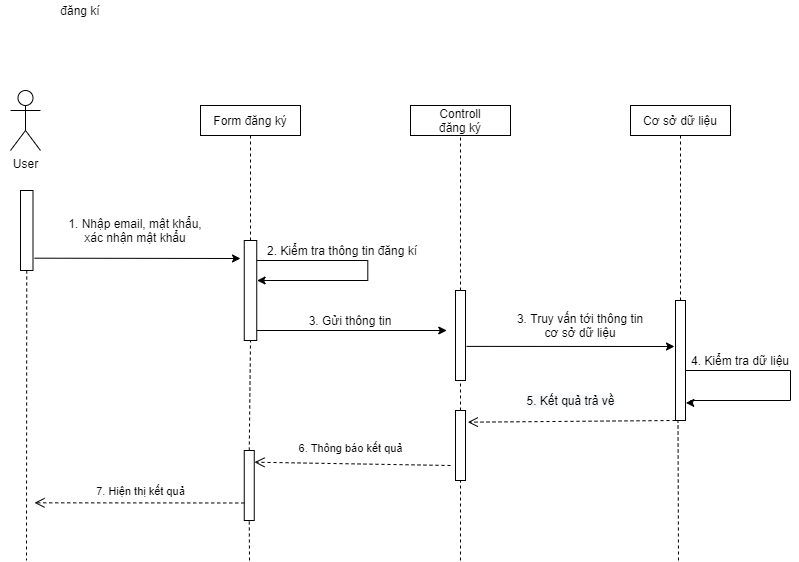 đăng kí
User
Form đăng ký
Controll
đăng ký
Cơ sở dữ liệu
1. Nhập email, mật khẩu,
xác nhận mật khẩu
2. Kiểm tra thông tin đăng kí
3. Gửi thông tin
3. Truy vấn tới thông tin
cơ sở dữ liệu
4. Kiểm tra dữ liệu
5. Kết quả trả về
6. Thông báo kết quả
7. Hiện thị kết quả